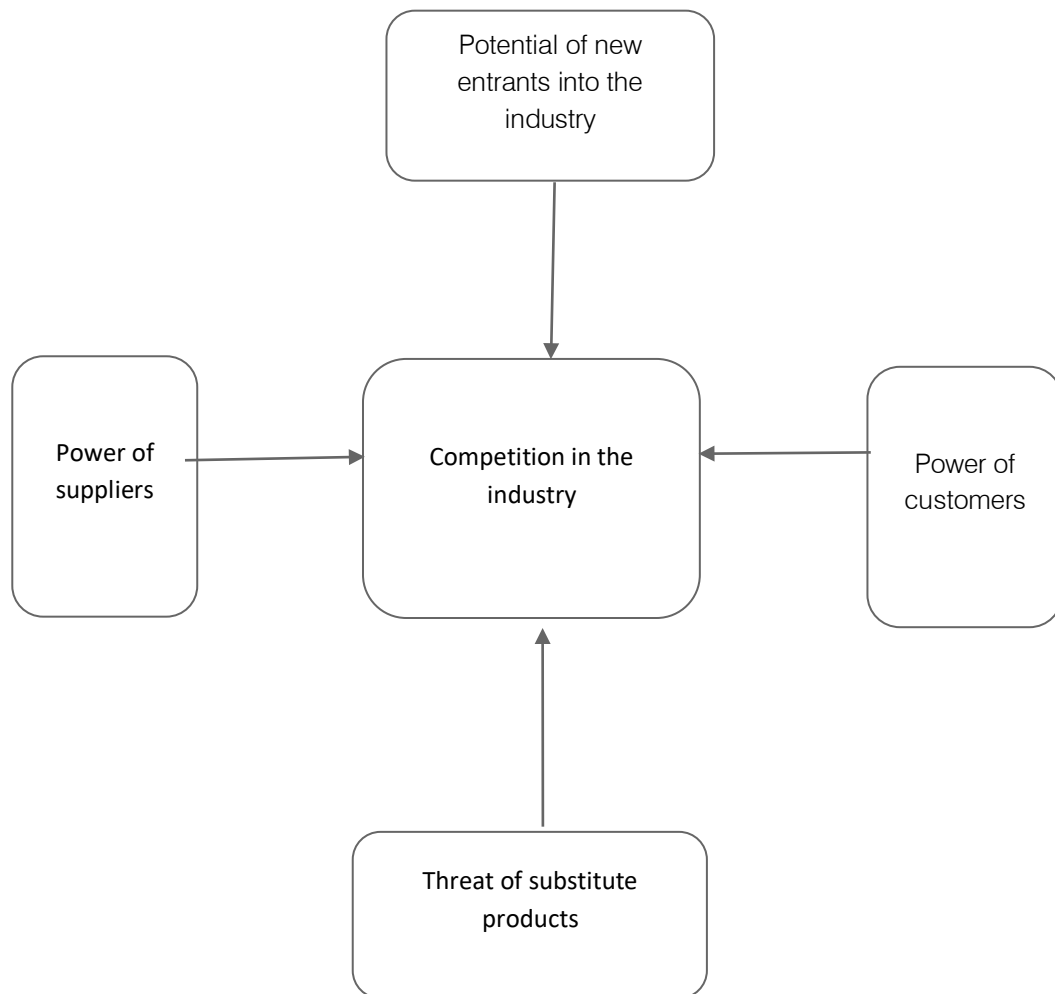 Potential of new
entrants into the
industry
Power of
suppliers
Competition in the
industry
Power of
customers
Threat of substitute
products